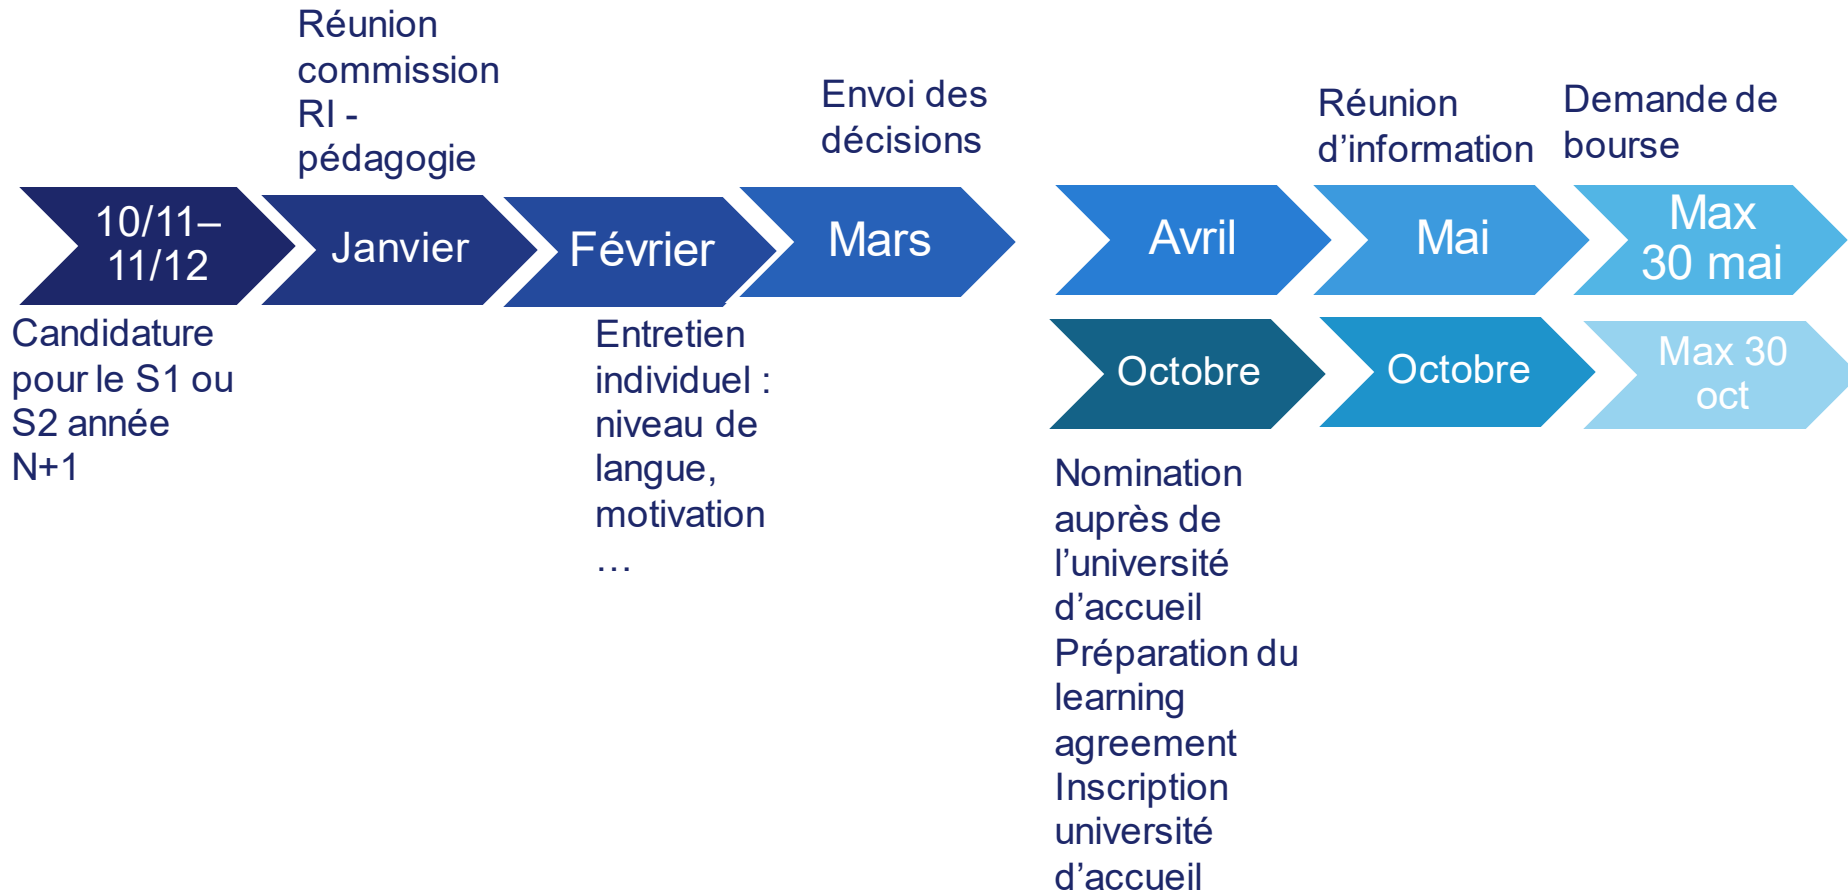 Réunion
commission
RI -
pédagogie
Envoi des
décisions
Réunion
d’information
Demande de
bourse
10/11–
11/12
Janvier
Février
Mars
Avril
Mai
Max
30 mai
Octobre
Octobre
Max 30
oct
Candidature
pour le S1 ou
S2 année
N+1
Entretien
individuel :
niveau de
langue,
motivation
…
Nomination
auprès de
l’université
d’accueil
Préparation du
learning
agreement
Inscription
université
d’accueil